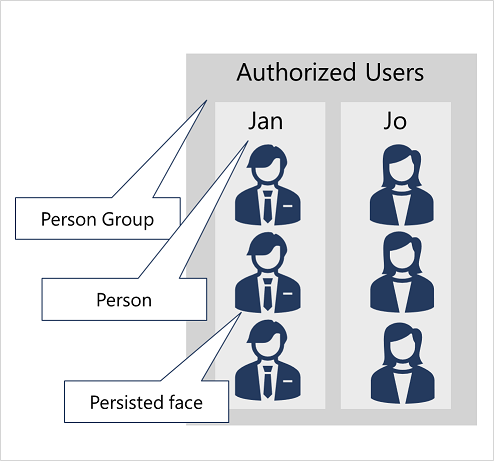 Authorized Users
Jan
Jo
Person Group
Person
Persisted face